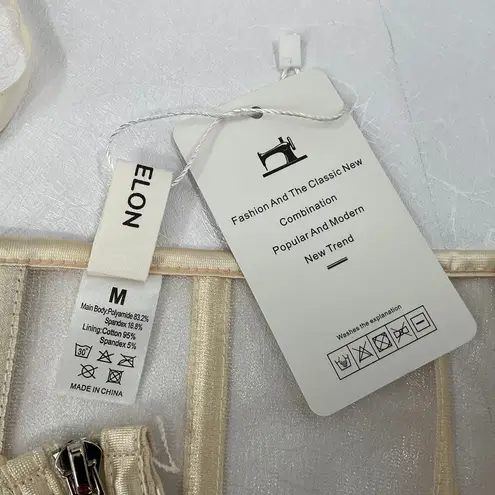 ELON
M
Main Body:Polyamide 83.2%
Spandex 16.8%
Lining:Cotton 95%
Spandex 5%
30
MADE IN CHINA
Fashion And The Classic New
Combination
Popular And Modern
New Trend
Washes the explanation